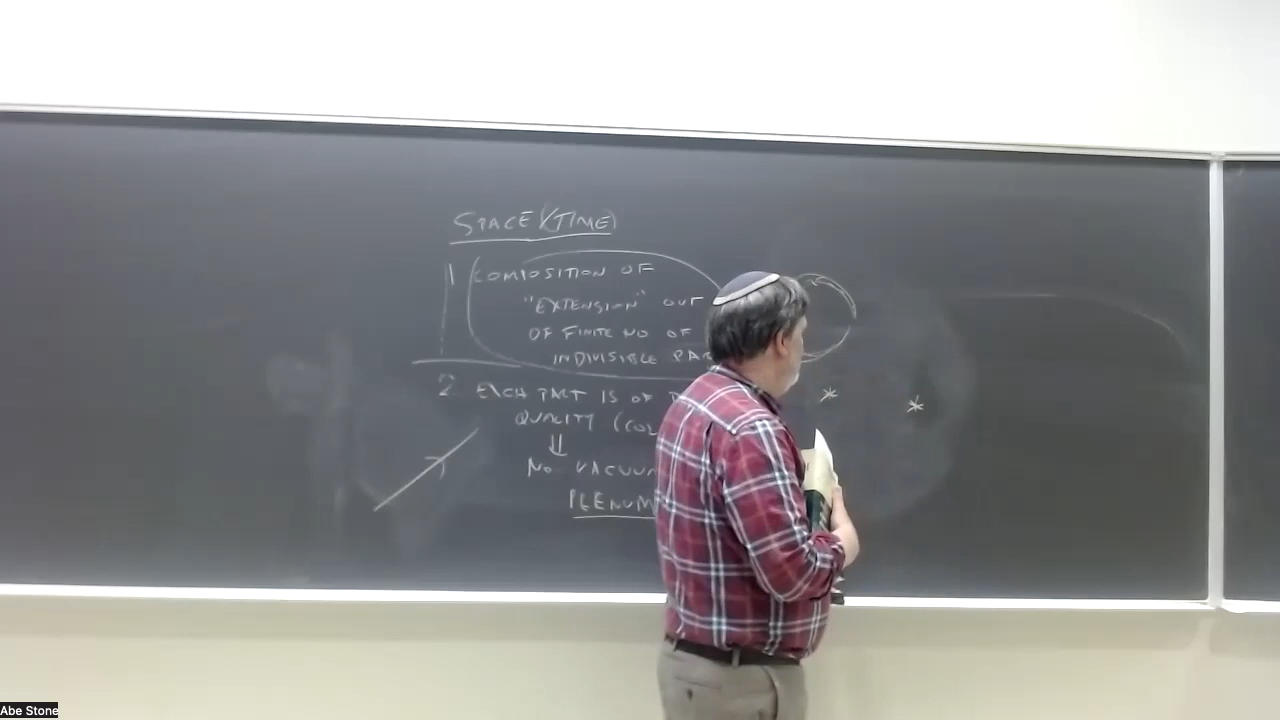 SPACE (TIME)
1 COMPOSITION OF
"EXTENSION" OUT
OF FINITE NO OF
INDIVISIBLE
2 EACH PART IS OF
QUALITY
⇓
NO VACUUM
PLENUM
Abe Stone